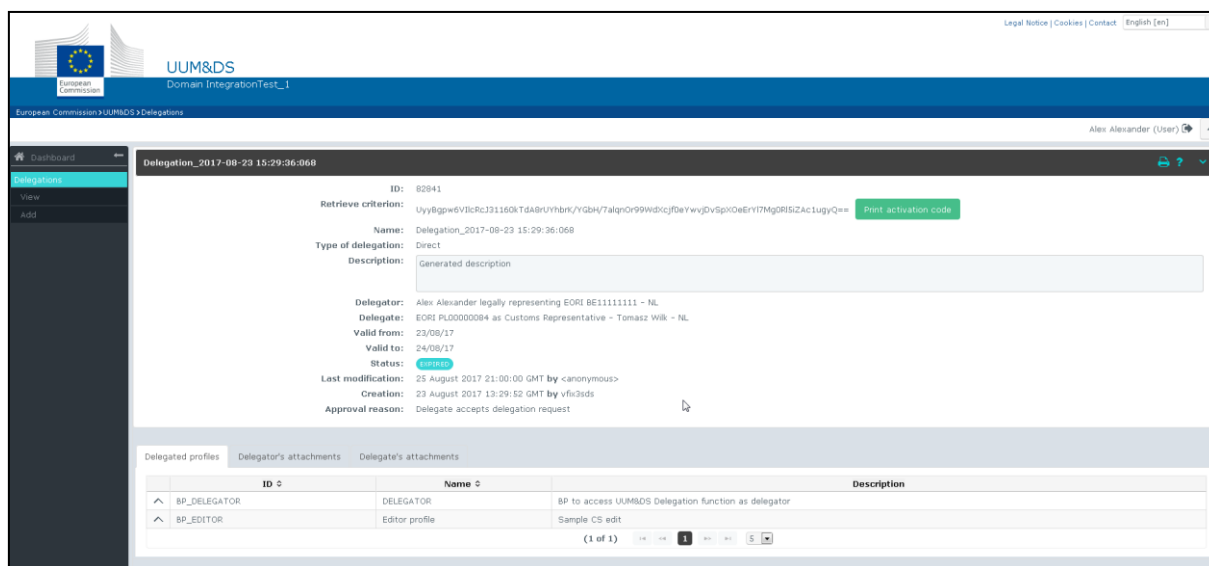 Legal Notice | Cookies | Contact English [en]
UUM&DS
Domain IntegrationTest_1
European
Commission
European Commission > UUM&DS > Delegations
Alex Alexander (User)
Dashboard
Delegations
View
Add
Delegation_2017-08-23 15:29:36:068
?
ID: 82841
Retrieve criterion: Print activation code
Name: Delegation_2017-08-23 15:29:36:068
Type of delegation: Direct
Description: Generated description
Delegator: Alex Alexander legally representing EORI BE11111111 - NL
Delegate: EORI PL00000084 as Customs Representative - Tomasz Wilk - NL
Valid from: 23/08/17
Valid to: 24/08/17
Status: EXPIRED
Last modification: 25 August 2017 21:00:00 GMT by <anonymous>
Creation: 23 August 2017 13:29:52 GMT by vfix3sds
Approval reason: Delegate accepts delegation request
Delegated profiles Delegator's attachments Delegate's attachments
ID Name Description
BP_DELEGATOR DELEGATOR BP to access UUM&DS Delegation function as delegator
BP_EDITOR Editor profile Sample CS edit
(1 of 1) 1 5